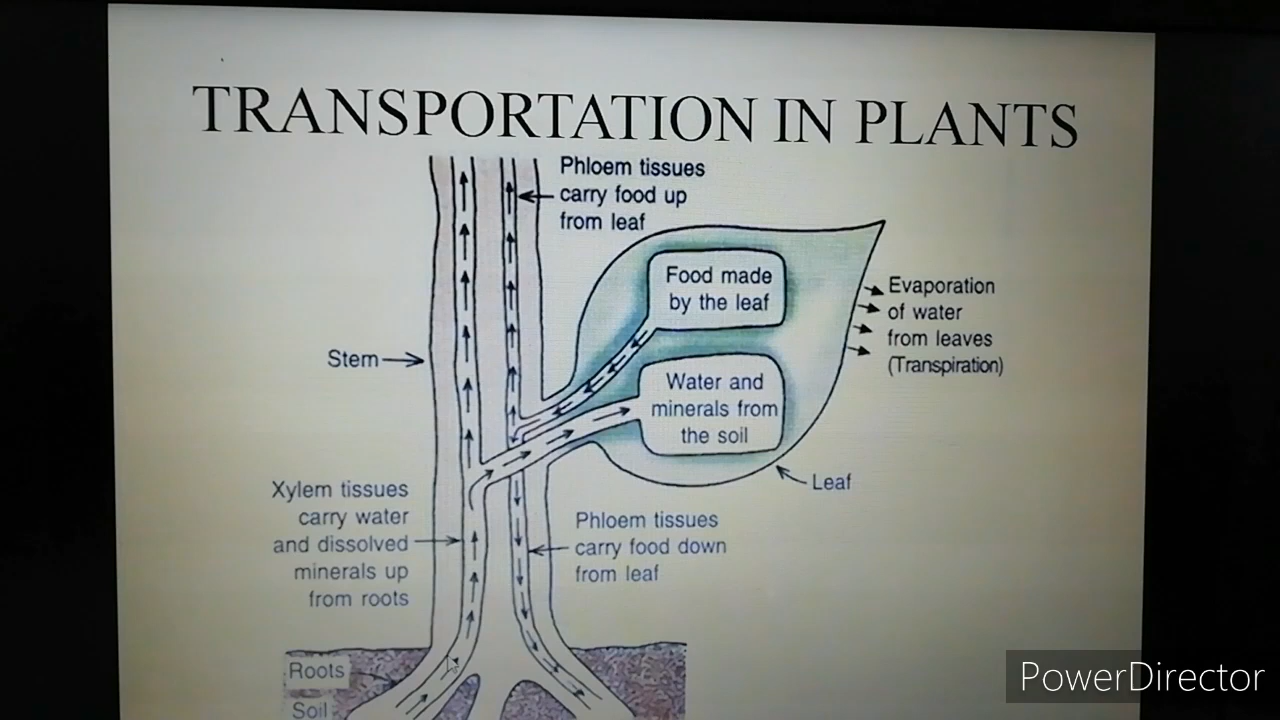 TRANSPORTATION IN PLANTS
Phloem tissues
carry food up
from leaf
Food made
by the leaf
Evaporation
of water
from leaves
(Transpiration)
Stem
Water and
minerals from
the soil
Leaf
Xylem tissues
carry water
and dissolved
minerals up
from roots
Phloem tissues
carry food down
from leaf
Roots
Soil
PowerDirector